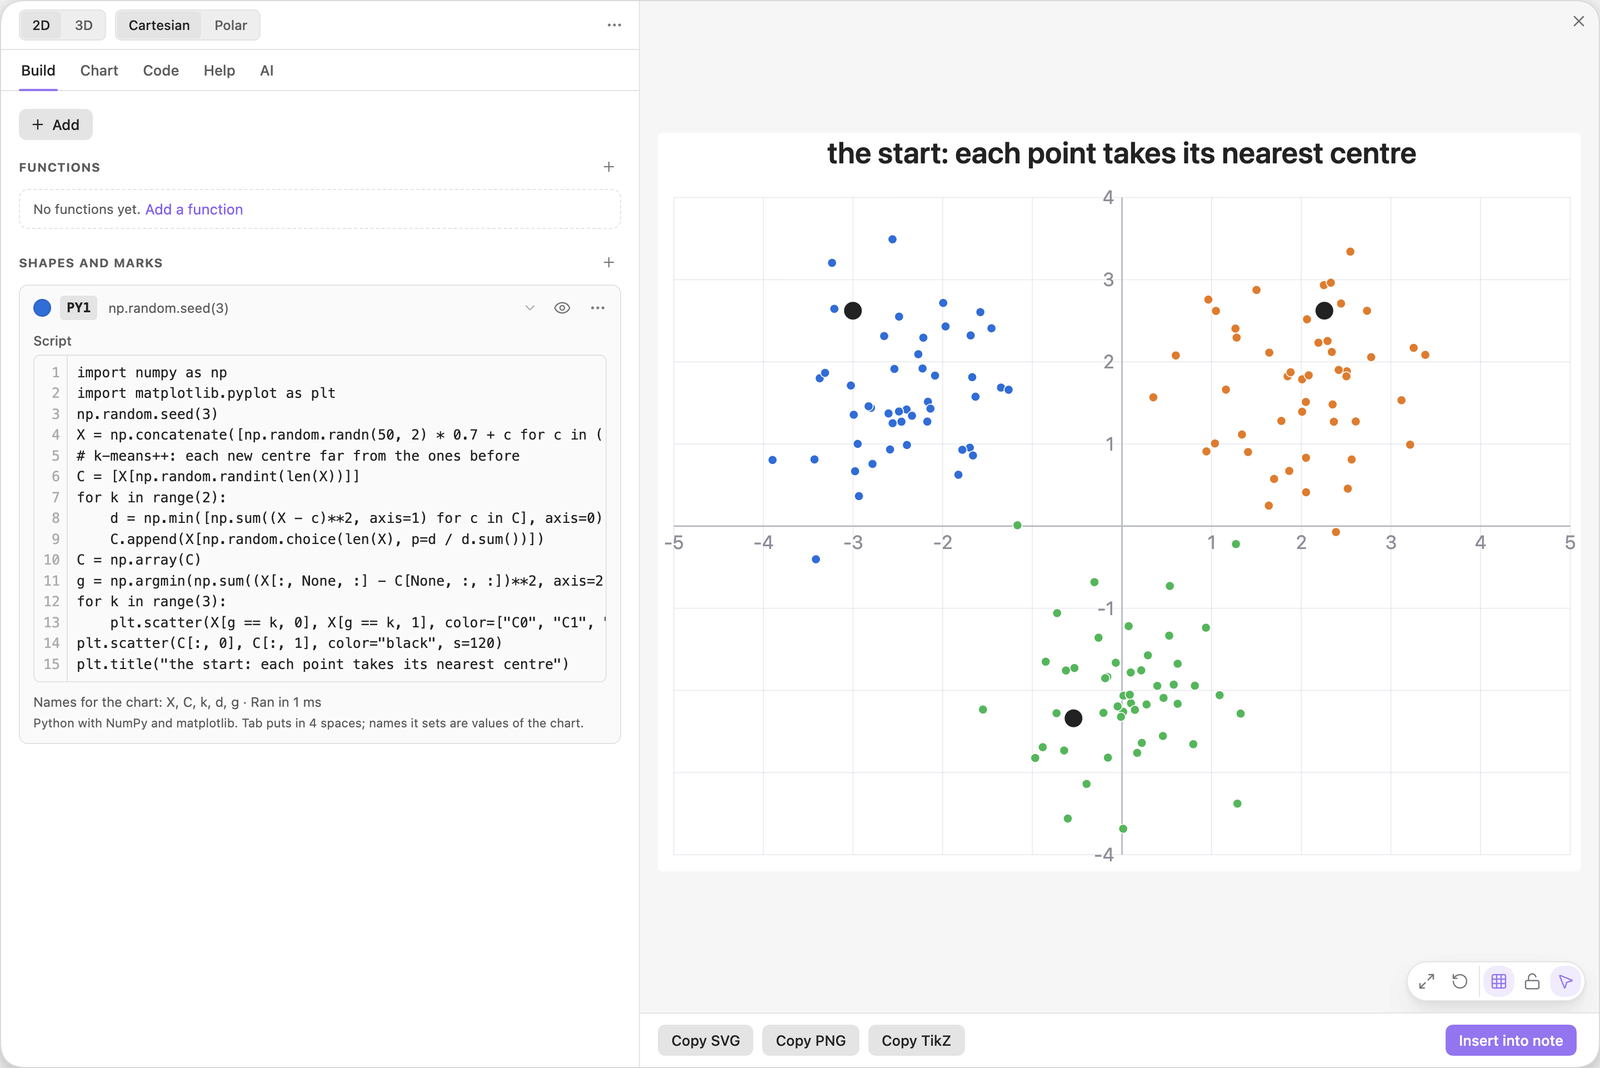 2D 3D Cartesian Polar
Build Chart Code Help AI
+ Add
FUNCTIONS
No functions yet. Add a function
SHAPES AND MARKS
PY1 np.random.seed(3)
Script
1 import numpy as np
2 import matplotlib.pyplot as plt
3 np.random.seed(3)
4 X = np.concatenate([np.random.randn(50, 2) * 0.7 + c for c in (
5 # k-means++: each new centre far from the ones before
6 C = [X[np.random.randint(len(X))]]
7 for k in range(2):
8     d = np.min([np.sum((X - c)**2, axis=1) for c in C], axis=0)
9     C.append(X[np.random.choice(len(X), p=d / d.sum())])
10 C = np.array(C)
11 g = np.argmin(np.sum((X[:, None, :] - C[None, :, :])**2, axis=2
12 for k in range(3):
13     plt.scatter(X[g == k, 0], X[g == k, 1], color=["C0", "C1", "
14 plt.scatter(C[:, 0], C[:, 1], color="black", s=120)
15 plt.title("the start: each point takes its nearest centre")
Names for the chart: X, C, k, d, g · Ran in 1 ms
Python with NumPy and matplotlib. Tab puts in 4 spaces; names it sets are values of the chart.
the start: each point takes its nearest centre
4
3
2
1
-5 -4 -3 -2 1 2 3 4 5
-1
-4
Copy SVG Copy PNG Copy TikZ Insert into note